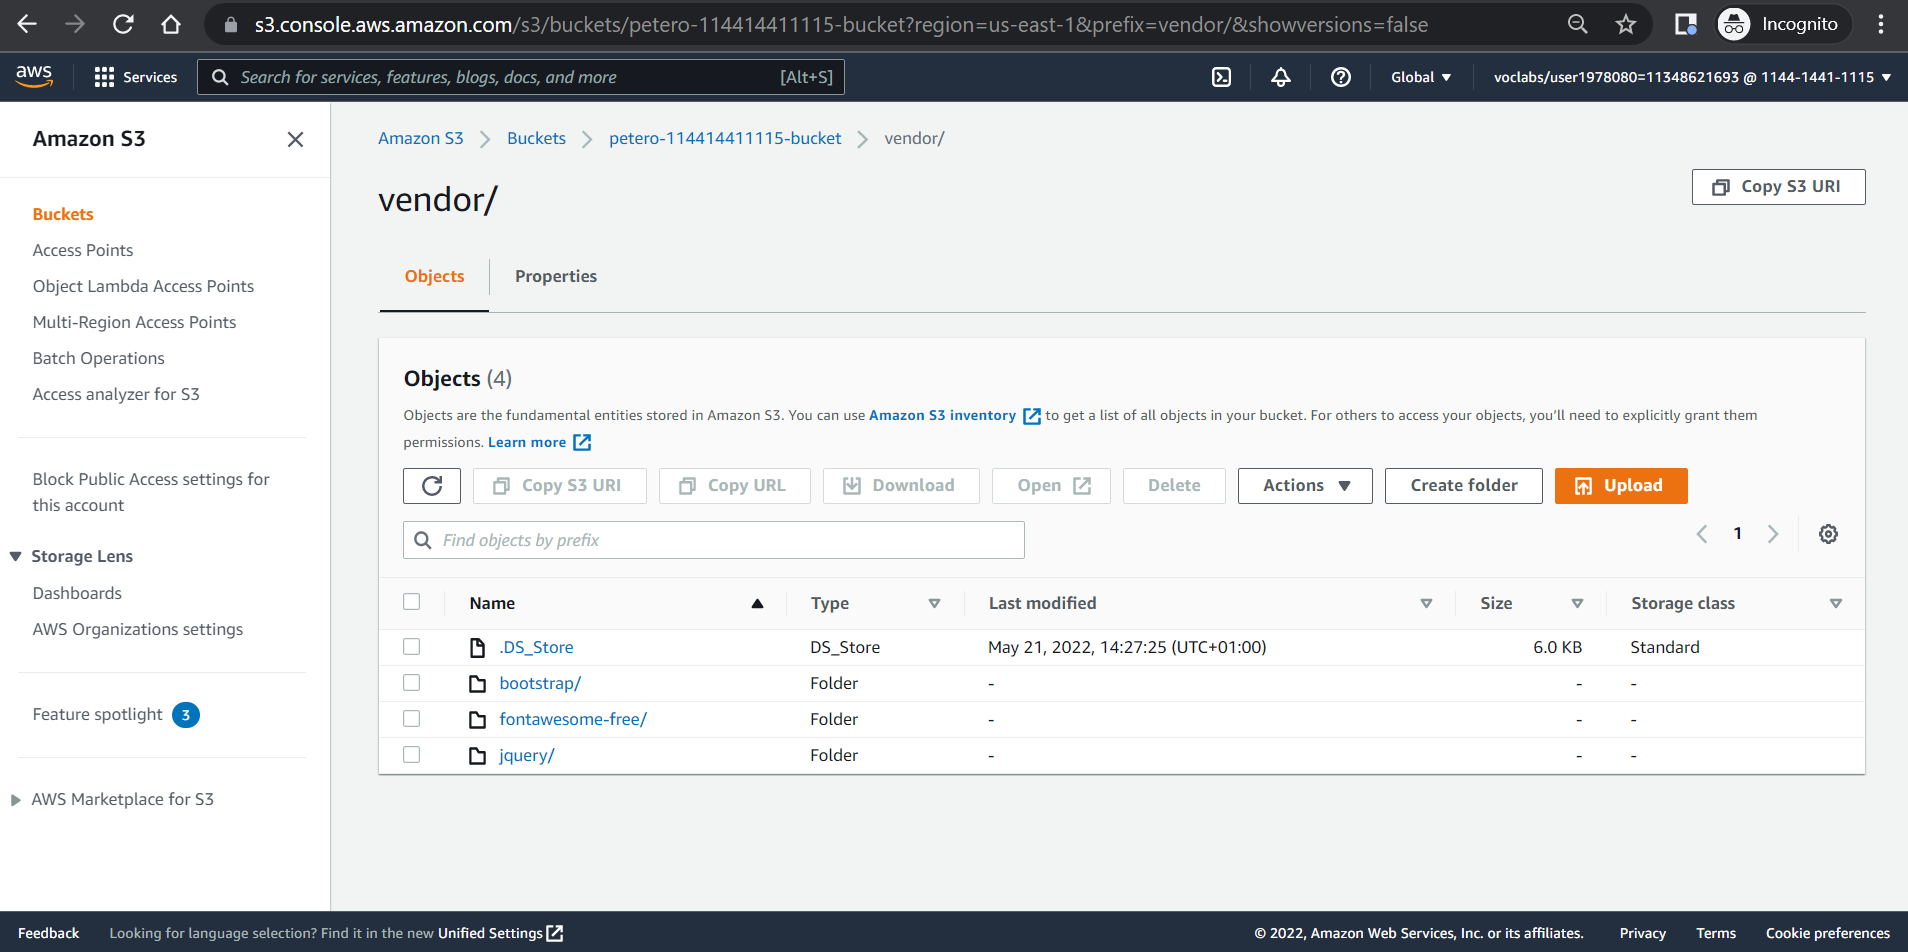 s3.console.aws.amazon.com/s3/buckets/petero-114414411115-bucket?region=us-east-1&prefix=vendor/&showversions=false
Incognito
aws
Services
Search for services, features, blogs, docs, and more
[Alt+S]
Global
voclabs/user1978080=11348621693 @ 1144-1441-1115
Amazon S3
Buckets
Access Points
Object Lambda Access Points
Multi-Region Access Points
Batch Operations
Access analyzer for S3
Block Public Access settings for
this account
Storage Lens
Dashboards
AWS Organizations settings
Feature spotlight 3
AWS Marketplace for S3
Amazon S3 > Buckets > petero-114414411115-bucket > vendor/
vendor/
Copy S3 URI
Objects
Properties
Objects (4)
Objects are the fundamental entities stored in Amazon S3. You can use Amazon S3 inventory to get a list of all objects in your bucket. For others to access your objects, you'll need to explicitly grant them
permissions. Learn more
Copy S3 URI
Copy URL
Download
Open
Delete
Actions
Create folder
Upload
Find objects by prefix
1
Name Type Last modified Size Storage class
.DS_Store DS_Store May 21, 2022, 14:27:25 (UTC+01:00) 6.0 KB Standard
bootstrap/ Folder - - -
fontawesome-free/ Folder - - -
jquery/ Folder - - -
Feedback
Looking for language selection? Find it in the new Unified Settings
© 2022, Amazon Web Services, Inc. or its affiliates.
Privacy
Terms
Cookie preferences